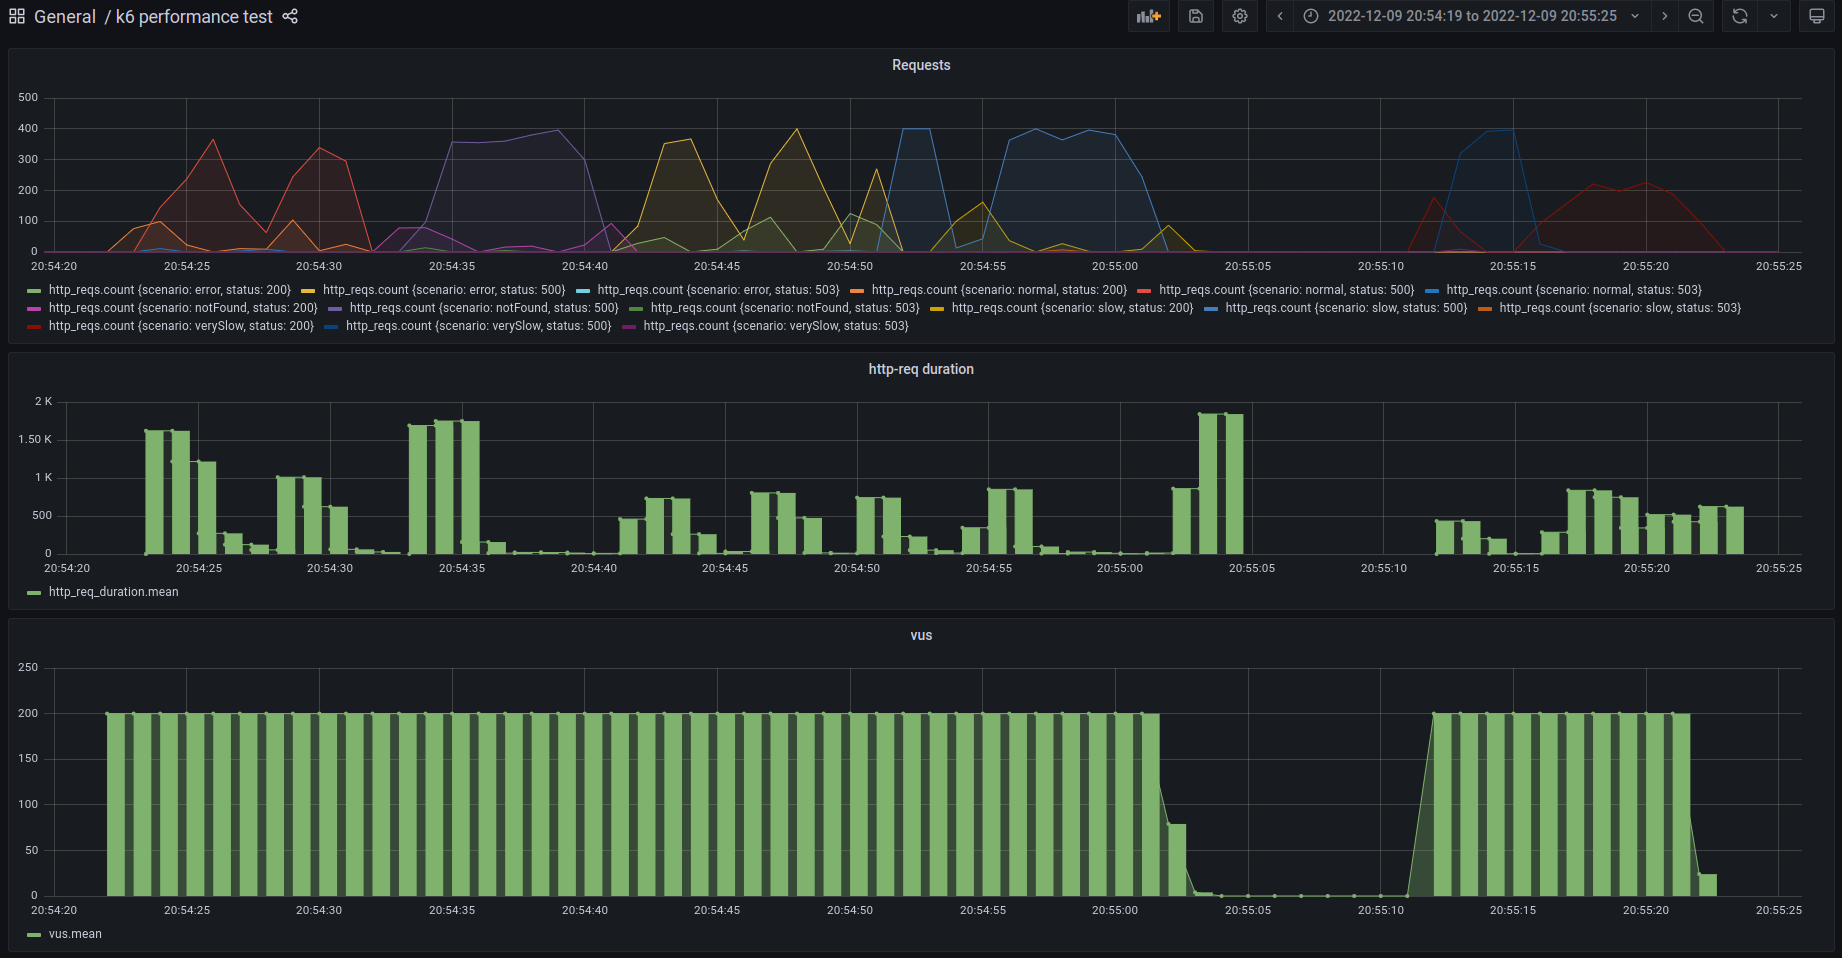 General / k6 performance test
2022-12-09 20:54:19 to 2022-12-09 20:55:25
Requests
500
400
300
200
100
0
20:54:20 20:54:25 20:54:30 20:54:35 20:54:40 20:54:45 20:54:50 20:54:55 20:55:00 20:55:05 20:55:10 20:55:15 20:55:20 20:55:25
http_reqs.count {scenario: error, status: 200} http_reqs.count {scenario: error, status: 500} http_reqs.count {scenario: error, status: 503} http_reqs.count {scenario: normal, status: 200} http_reqs.count {scenario: normal, status: 500} http_reqs.count {scenario: normal, status: 503}
http_reqs.count {scenario: notFound, status: 200} http_reqs.count {scenario: notFound, status: 500} http_reqs.count {scenario: notFound, status: 503} http_reqs.count {scenario: slow, status: 200} http_reqs.count {scenario: slow, status: 500} http_reqs.count {scenario: slow, status: 503}
http_reqs.count {scenario: verySlow, status: 200} http_reqs.count {scenario: verySlow, status: 500} http_reqs.count {scenario: verySlow, status: 503}
http-req duration
2 K
1.50 K
1 K
500
0
20:54:20 20:54:25 20:54:30 20:54:35 20:54:40 20:54:45 20:54:50 20:54:55 20:55:00 20:55:05 20:55:10 20:55:15 20:55:20 20:55:25
http_req_duration.mean
vus
250
200
150
100
50
0
20:54:20 20:54:25 20:54:30 20:54:35 20:54:40 20:54:45 20:54:50 20:54:55 20:55:00 20:55:05 20:55:10 20:55:15 20:55:20 20:55:25
vus.mean